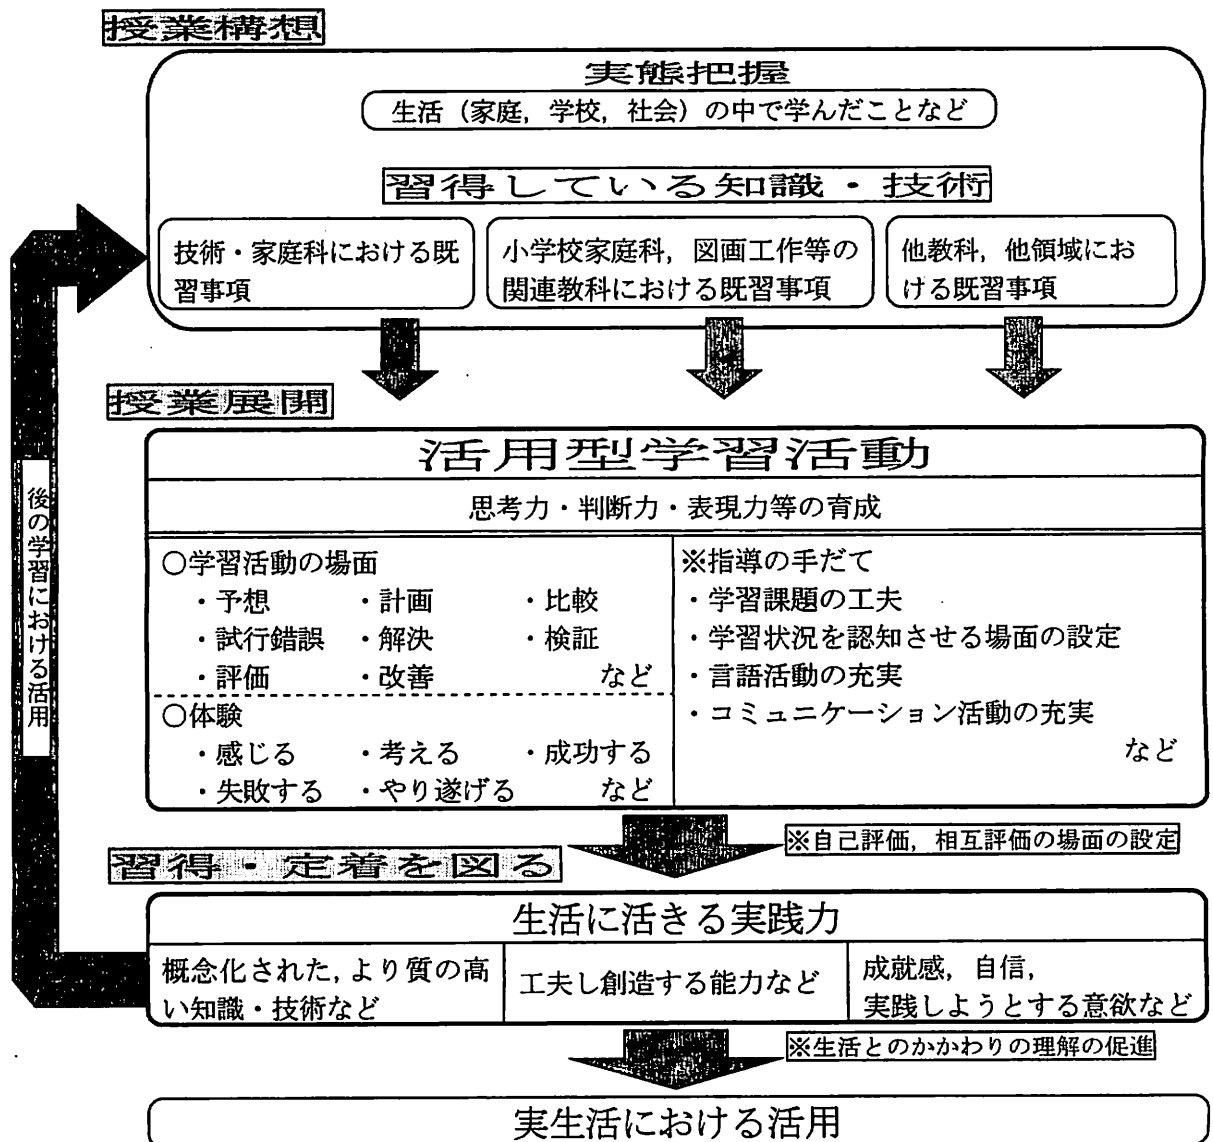 授業構想
実態把握
生活（家庭，学校，社会）の中で学んだことなど
習得している知識・技術
技術・家庭科における既
習事項
小学校家庭科，図画工作等の
関連教科における既習事項
他教科，他領域にお
ける既習事項
授業展開
活用型学習活動
思考力・判断力・表現力等の育成
○学習活動の場面
・予想 ・計画 ・比較
・試行錯誤 ・解決 ・検証
・評価 ・改善 など
○体験
・感じる ・考える ・成功する
・失敗する ・やり遂げる など
※指導の手だて
・学習課題の工夫
・学習状況を認知させる場面の設定
・言語活動の充実
・コミュニケーション活動の充実
など
※自己評価，相互評価の場面の設定
習得・定着を図る
生活に活きる実践力
概念化された，より質の高
い知識・技術など
工夫し創造する能力など
成就感，自信，
実践しようとする意欲など
※生活とのかかわりの理解の促進
実生活における活用
後の学習における活用